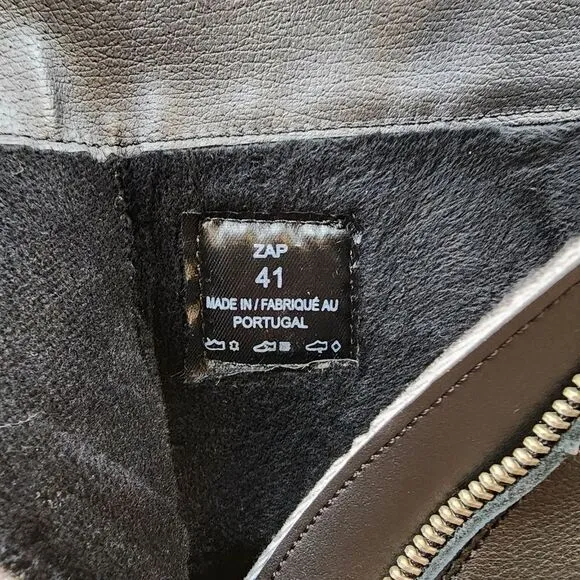 ZAP
41
MADE IN / FABRIQUÉ AU
PORTUGAL